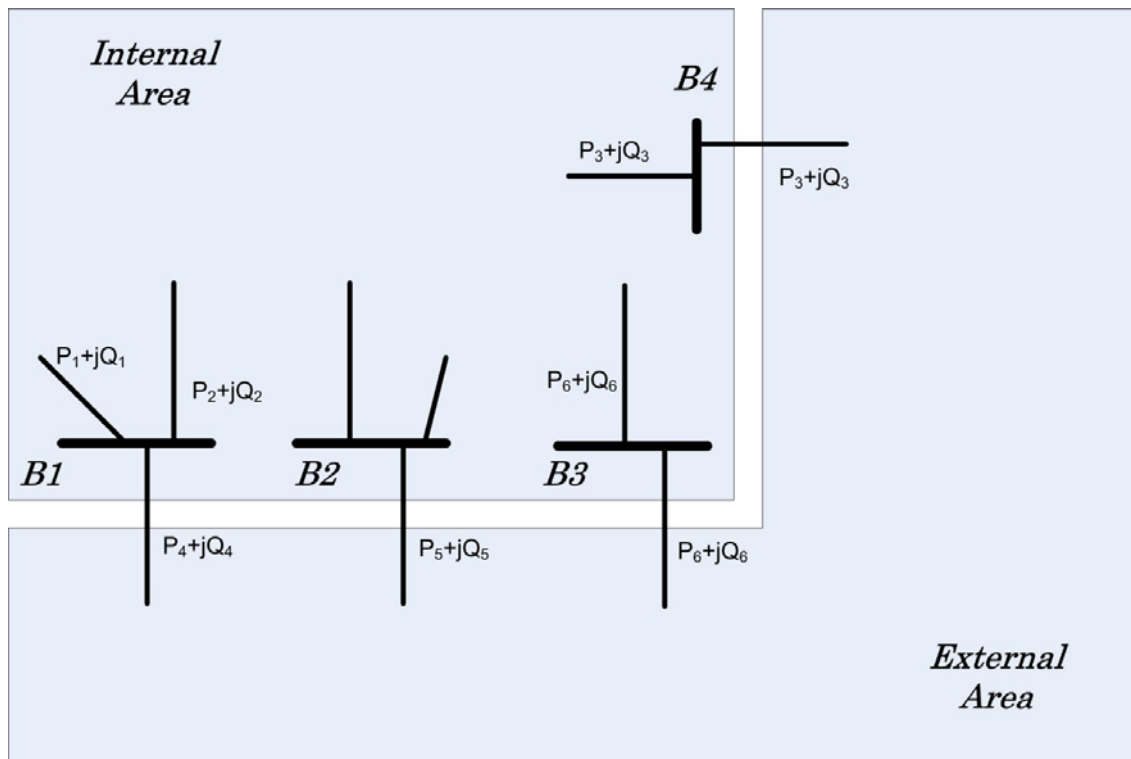 Internal
Area
B4
P₃+jQ₃
P₃+jQ₃
P₁+jQ₁
P₂+jQ₂
P₆+jQ₆
B1
B2
B3
P₄+jQ₄
P₅+jQ₅
P₆+jQ₆
External
Area